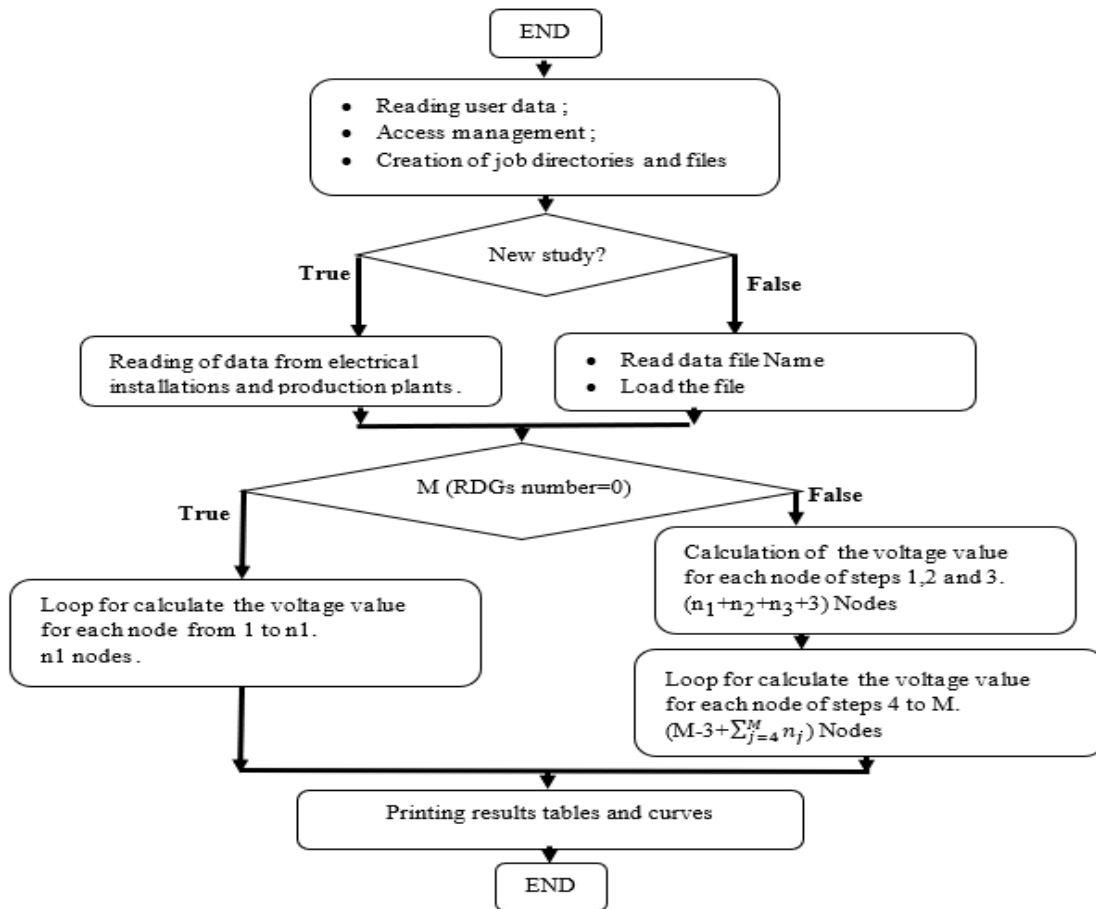 END
• Reading user data ;
• Access management ;
• Creation of job directories and files
New study?
True
False
Reading of data from electrical
installations and production plants .
• Read data file Name
• Load the file
M (RDGs number=0)
True
False
Loop for calculate the voltage value
for each node from 1 to n1.
n1 nodes .
Calculation of the voltage value
for each node of steps 1,2 and 3.
(n₁+n₂+n₃+3) Nodes
Loop for calculate the voltage value
for each node of steps 4 to M.
(M-3+∑ⱼ₌₄ᴹ nⱼ) Nodes
Printing results tables and curves
END